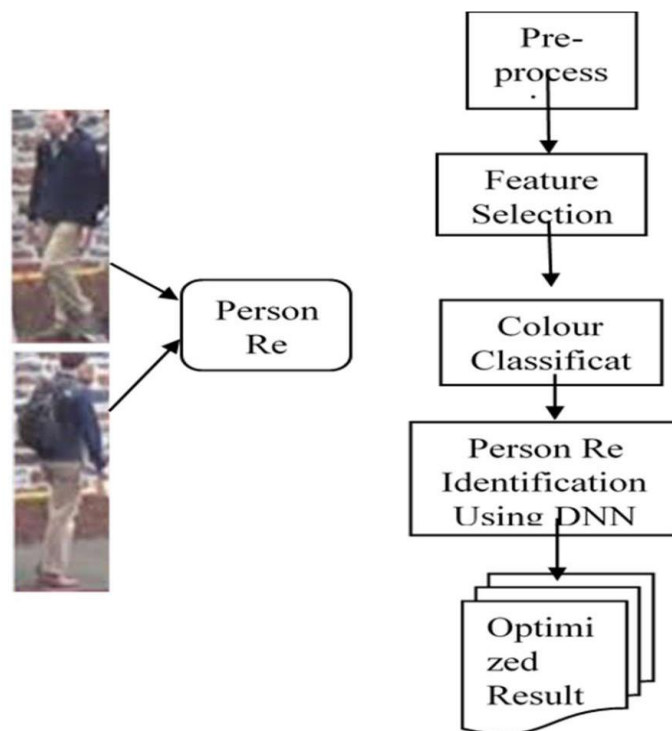 Person
Re
Pre-
process
Feature
Selection
Colour
Classificat
Person Re
Identification
Using DNN
Optimi
zed
Result